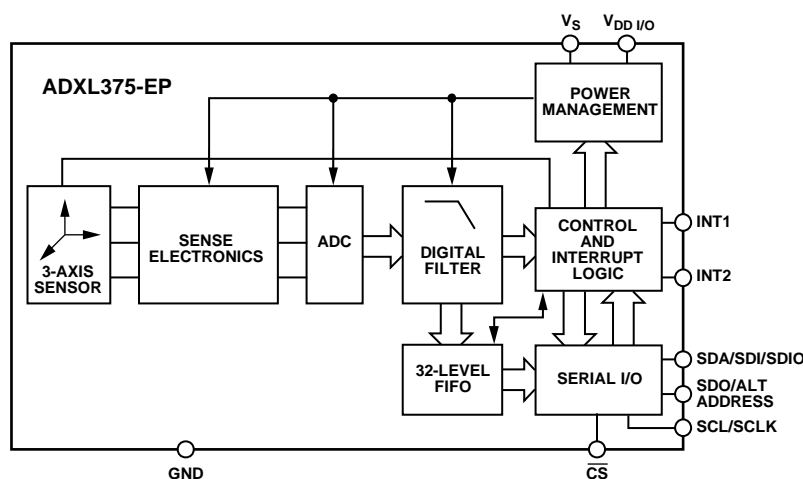 V_S V_DD I/O
ADXL375-EP
POWER
MANAGEMENT
3-AXIS
SENSOR
SENSE
ELECTRONICS
ADC
DIGITAL
FILTER
CONTROL
AND
INTERRUPT
LOGIC
INT1
INT2
32-LEVEL
FIFO
SERIAL I/O
SDA/SDI/SDIO
SDO/ALT
ADDRESS
SCL/SCLK
GND
C̅S̅